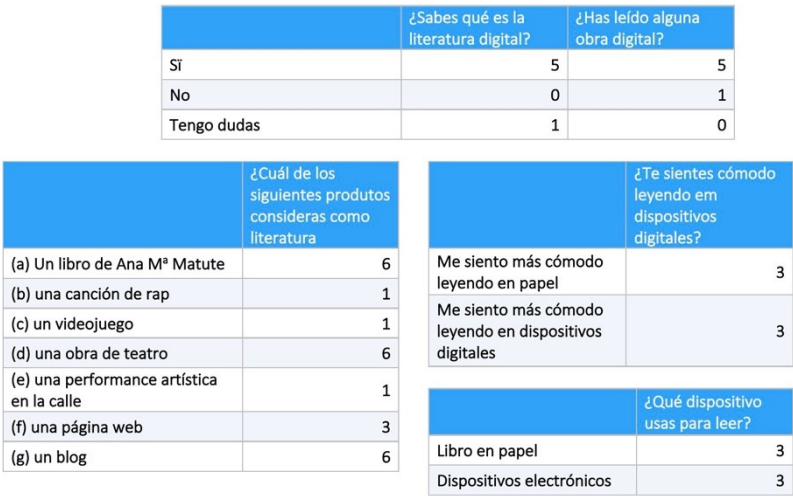 ¿Sabes qué es la literatura digital? ¿Has leído alguna obra digital?
Sï 5 5
No 0 1
Tengo dudas 1 0
¿Cuál de los
siguientes produtos
consideras como
literatura
(a) Un libro de Ana Mª Matute 6
(b) una canción de rap 1
(c) un videojuego 1
(d) una obra de teatro 6
(e) una performance artística
en la calle 1
(f) una página web 3
(g) un blog 6
¿Te sientes cómodo
leyendo em
dispositivos
digitales?
Me siento más cómodo
leyendo en papel 3
Me siento más cómodo
leyendo en dispositivos
digitales 3
¿Qué dispositivo
usas para leer?
Libro en papel 3
Dispositivos electrónicos 3